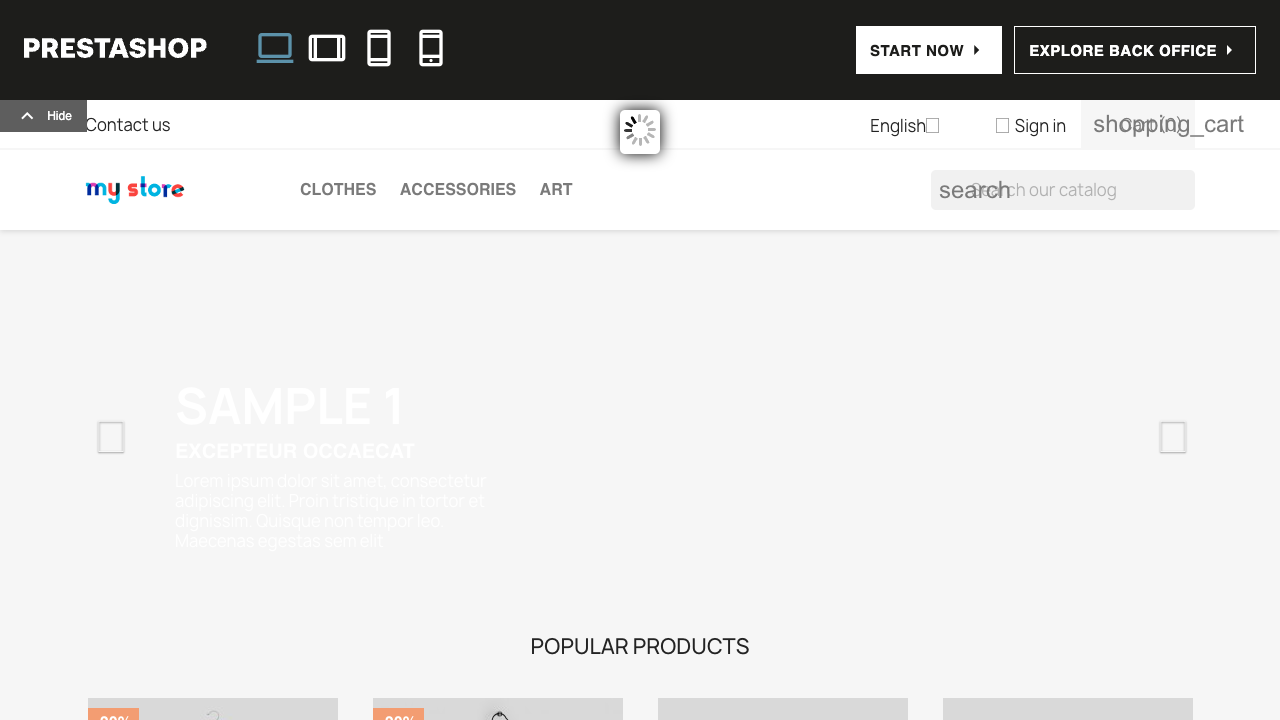 PRESTASHOP
START NOW
EXPLORE BACK OFFICE
Hide
Contact us
English
Sign in
shopping_cart
Cart (0)
my store
CLOTHES
ACCESSORIES
ART
search
Search our catalog
SAMPLE 1
EXCEPTEUR OCCAECAT
Lorem ipsum dolor sit amet, consectetur
adipiscing elit. Proin tristique in tortor et
dignissim. Quisque non tempor leo.
Maecenas egestas sem elit
POPULAR PRODUCTS